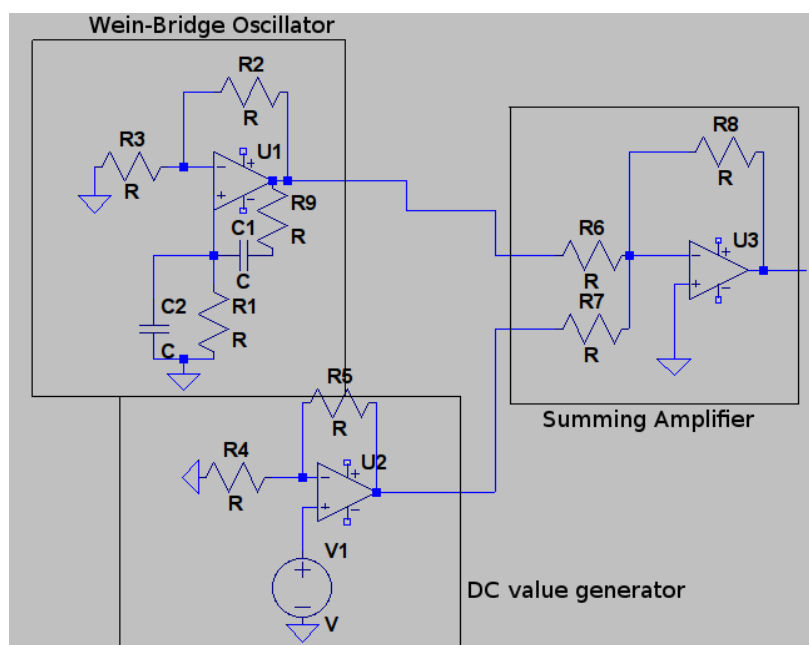 Wein-Bridge Oscillator
R2
R
R3
R
U1
R9
R
C1
C
C2
C
R1
R
R8
R
R6
R
U3
R7
R
Summing Amplifier
R5
R
R4
R
U2
V1
V
DC value generator